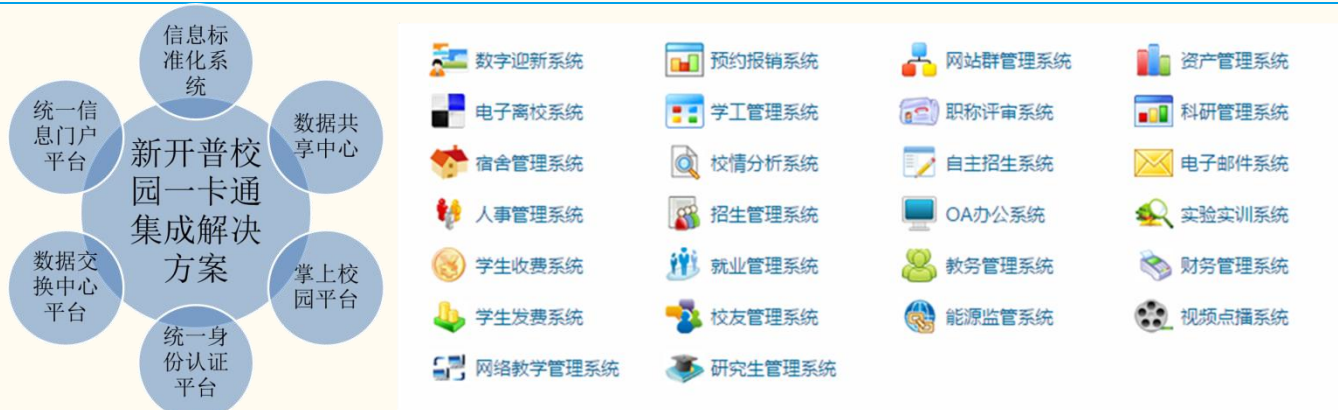 信息标
准化系
统
统一信
息门户
平台
数据共
享中心
新开普校
园一卡通
集成解决
方案
数据交
换中心
平台
掌上校
园平台
统一身
份认证
平台
数字迎新系统
预约报销系统
网站群管理系统
资产管理系统
电子离校系统
学工管理系统
职称评审系统
科研管理系统
宿舍管理系统
校情分析系统
自主招生系统
电子邮件系统
人事管理系统
招生管理系统
OA办公系统
实验实训系统
学生收费系统
就业管理系统
教务管理系统
财务管理系统
学生发费系统
校友管理系统
能源监管系统
视频点播系统
网络教学管理系统
研究生管理系统